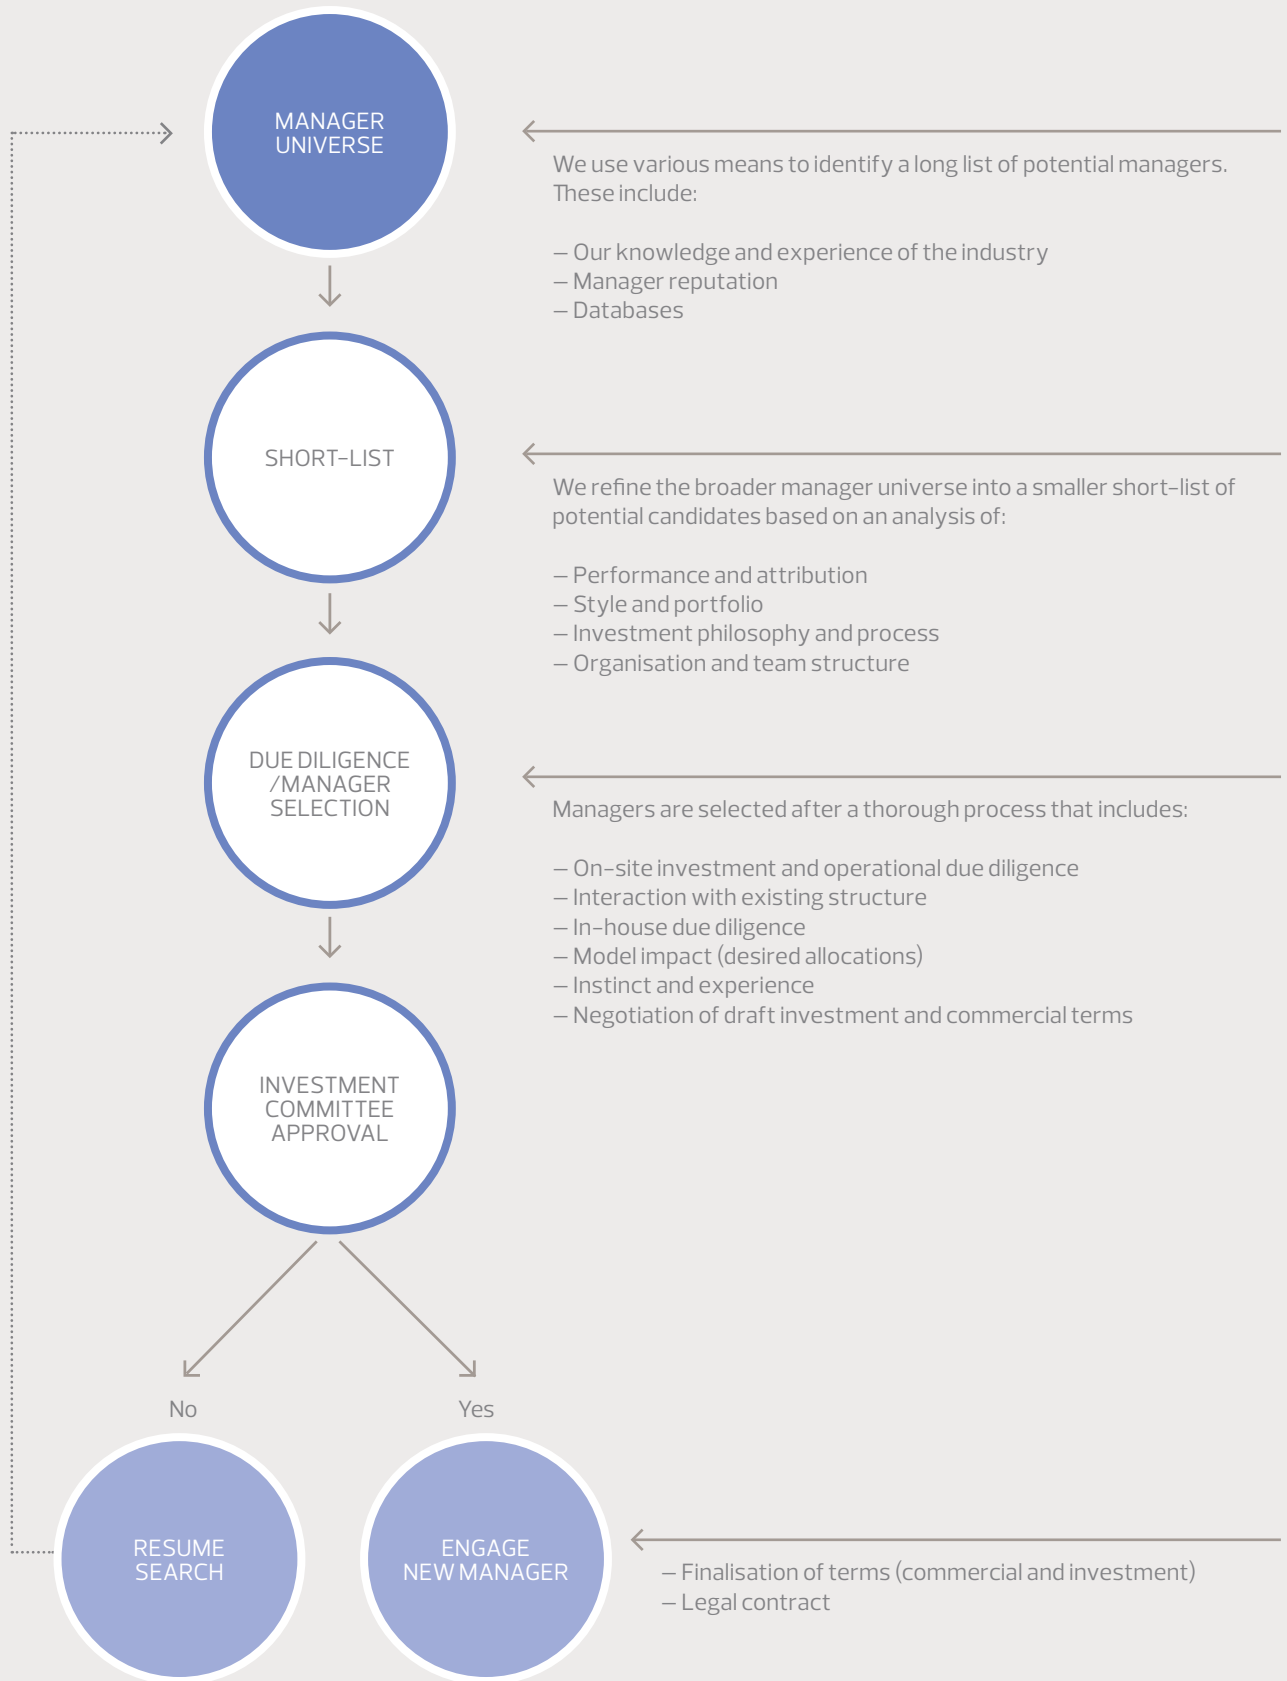 MANAGER
UNIVERSE
We use various means to identify a long list of potential managers.
These include:
– Our knowledge and experience of the industry
– Manager reputation
– Databases
SHORT-LIST
We refine the broader manager universe into a smaller short-list of
potential candidates based on an analysis of:
– Performance and attribution
– Style and portfolio
– Investment philosophy and process
– Organisation and team structure
DUE DILIGENCE
/MANAGER
SELECTION
Managers are selected after a thorough process that includes:
– On-site investment and operational due diligence
– Interaction with existing structure
– In-house due diligence
– Model impact (desired allocations)
– Instinct and experience
– Negotiation of draft investment and commercial terms
INVESTMENT
COMMITTEE
APPROVAL
No
Yes
RESUME
SEARCH
ENGAGE
NEW MANAGER
– Finalisation of terms (commercial and investment)
– Legal contract